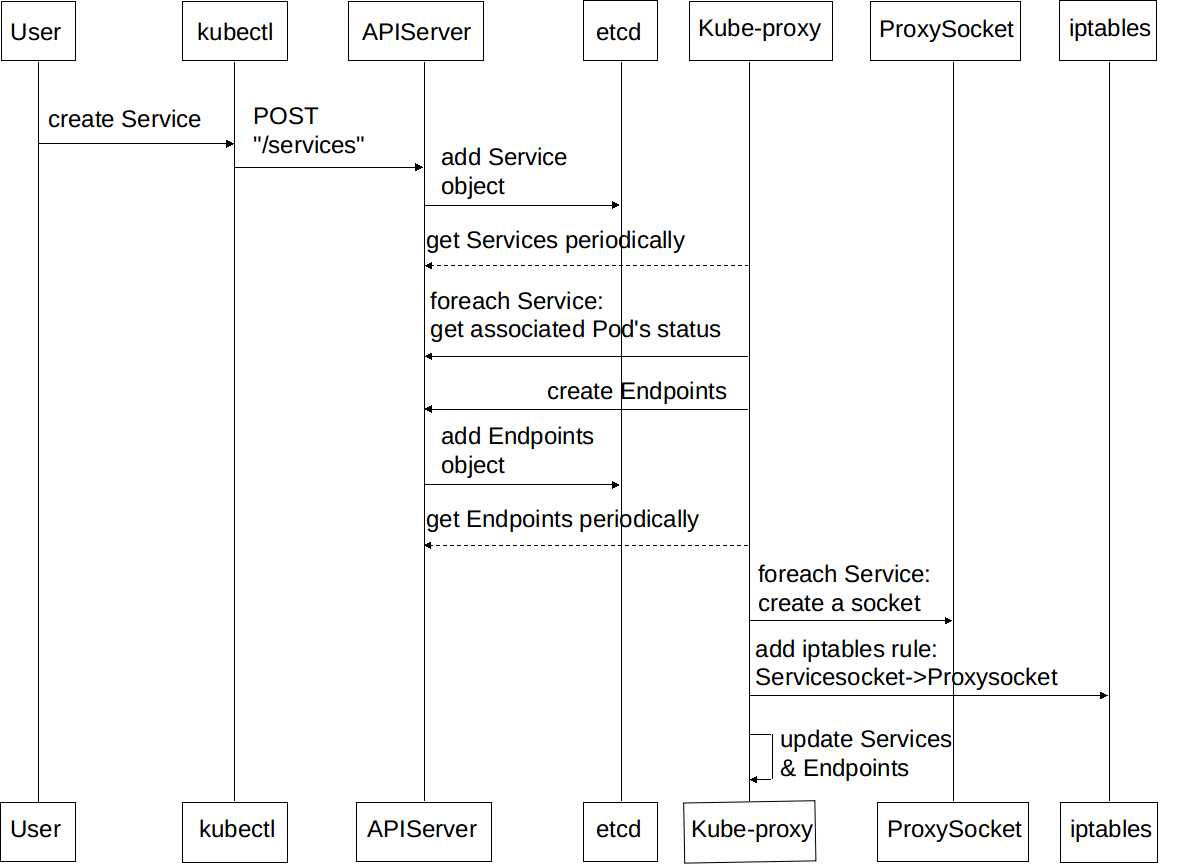 User
kubectl
APIServer
etcd
Kube-proxy
ProxySocket
iptables
create Service
POST
"/services"
add Service
object
get Services periodically
foreach Service:
get associated Pod's status
create Endpoints
add Endpoints
object
get Endpoints periodically
foreach Service:
create a socket
add iptables rule:
Servicesocket->Proxysocket
update Services
& Endpoints
User
kubectl
APIServer
etcd
Kube-proxy
ProxySocket
iptables